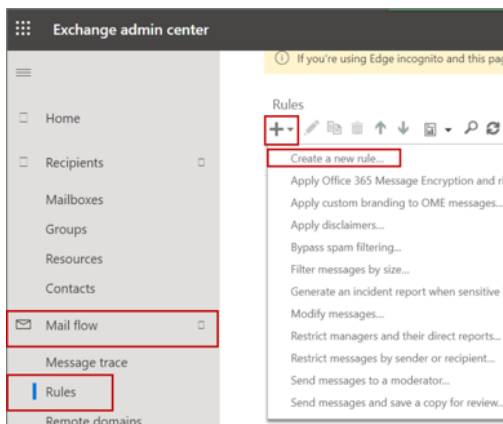 Exchange admin center
If you're using Edge incognito and this pag
Home
Recipients
Mailboxes
Groups
Resources
Contacts
Mail flow
Message trace
Rules
Remote domains
Rules
Create a new rule...
Apply Office 365 Message Encryption and ri
Apply custom branding to OME messages...
Apply disclaimers...
Bypass spam filtering...
Filter messages by size...
Generate an incident report when sensitive
Modify messages...
Restrict managers and their direct reports...
Restrict messages by sender or recipient...
Send messages to a moderator...
Send messages and save a copy for review...